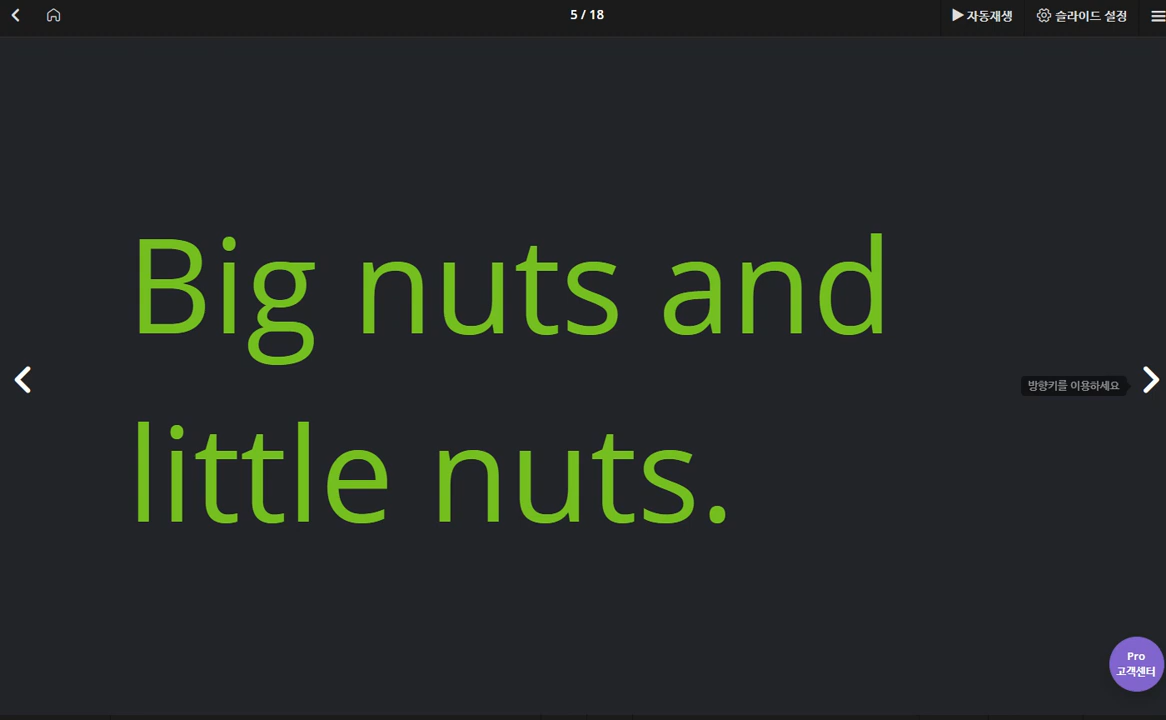 5 / 18
자동재생
슬라이드 설정
Big nuts and
little nuts.
방향키를 이용하세요
Pro
고객센터